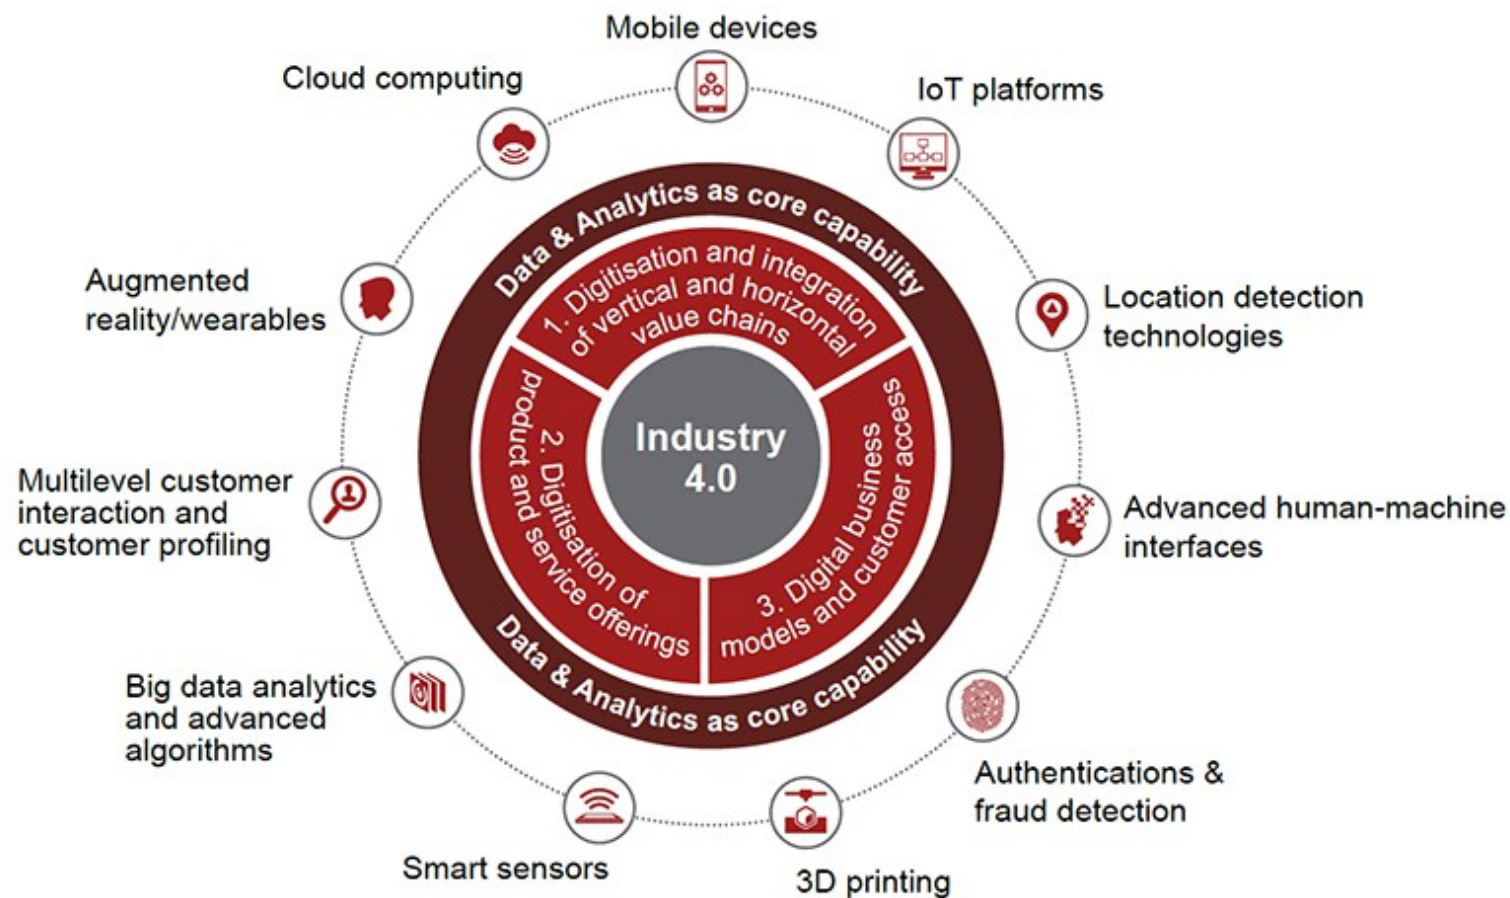 Mobile devices
Cloud computing
IoT platforms
Data & Analytics as core capability
1. Digitisation and integration
of vertical and horizontal
value chains
Augmented
reality/wearables
Location detection
technologies
Industry
4.0
2. Digitisation of
product and service offerings
3. Digital business
models and customer access
Multilevel customer
interaction and
customer profiling
Advanced human-machine
interfaces
Data & Analytics as core capability
Big data analytics
and advanced
algorithms
Authentications &
fraud detection
Smart sensors
3D printing